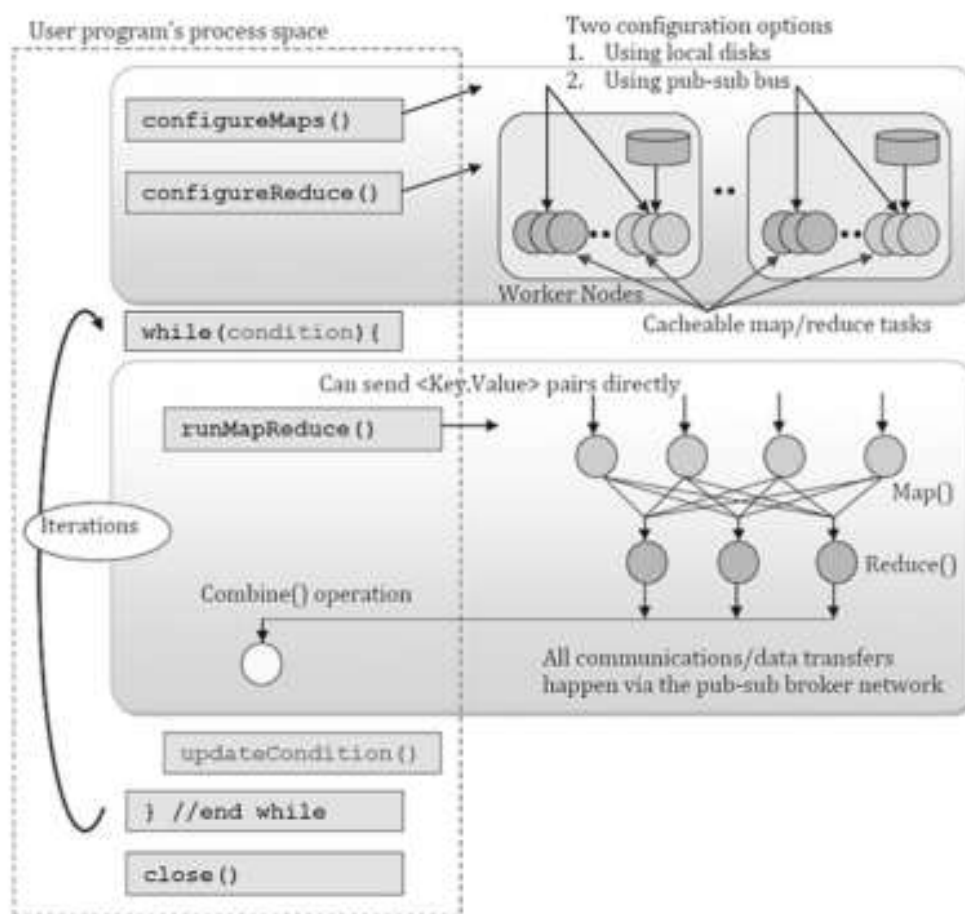 User program's process space
Two configuration options
1. Using local disks
2. Using pub-sub bus
configureMaps()
configureReduce()
Worker Nodes
Cacheable map/reduce tasks
while(condition){
Can send <Key.Value> pairs directly
runMapReduce()
Map()
Iterations
Reduce()
Combine() operation
All communications/data transfers
happen via the pub-sub broker network
updateCondition()
} //end while
close()